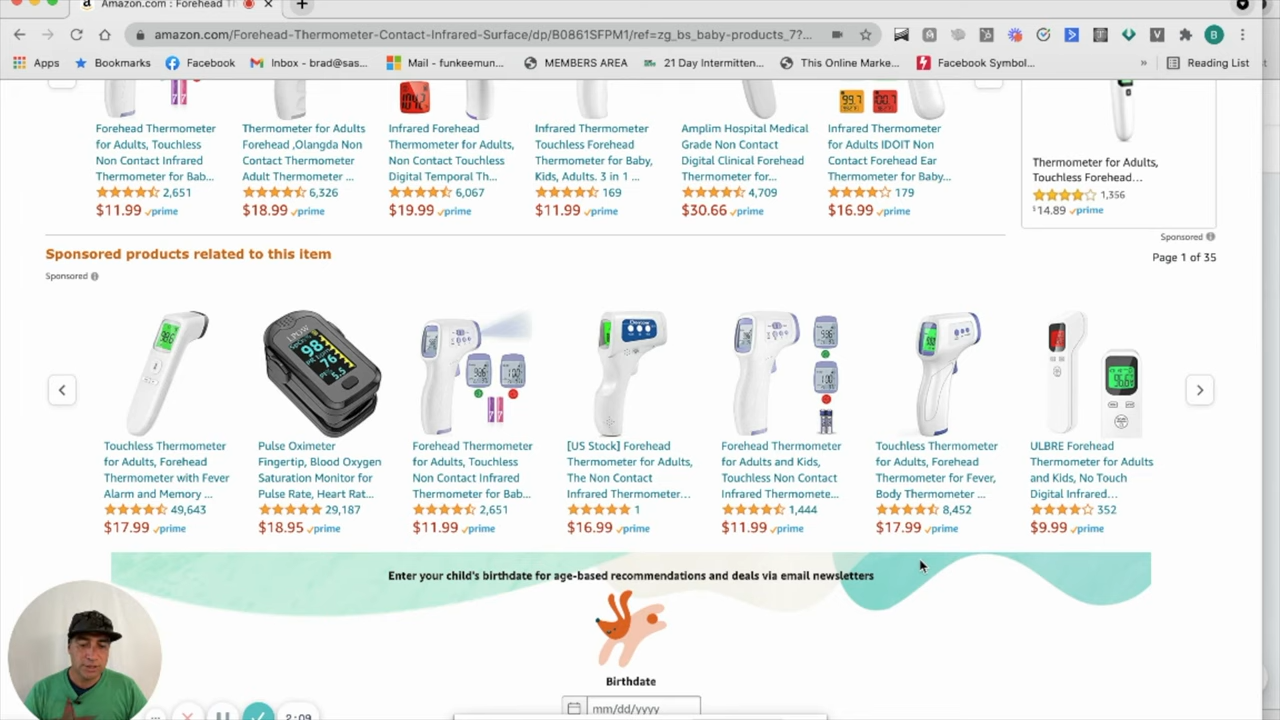 Amazon.com : Forehead T
amazon.com/Forehead-Thermometer-Contact-Infrared-Surface/dp/B0861SFPM1/ref=zg_bs_baby-products_7?...
B
Apps Bookmarks Facebook Inbox - brad@sas... Mail - funkeemun... MEMBERS AREA 21 Day Intermitten... This Online Marke... Facebook Symbol... » Reading List
Forehead Thermometer
for Adults, Touchless
Non Contact Infrared
Thermometer for Bab...
2,651
$11.99 prime
Thermometer for Adults
Forehead ,Olangda Non
Contact Thermometer
Adult Thermometer ...
6,326
$18.99 prime
Infrared Forehead
Thermometer for Adults,
Non Contact Touchless
Digital Temporal Th...
6,067
$19.99 prime
Infrared Thermometer
Touchless Forehead
Thermometer for Baby,
Kids, Adults. 3 in 1 ...
169
$11.99 prime
99.7 100.7
Amplim Hospital Medical
Grade Non Contact
Digital Clinical Forehead
Thermometer for...
4,709
$30.66 prime
Infrared Thermometer
for Adults IDOIT Non
Contact Forehead Ear
Thermometer for Baby...
179
$16.99 prime
Thermometer for Adults,
Touchless Forehead...
1,356
$14.89 prime
Sponsored
Sponsored products related to this item
Page 1 of 35
Sponsored
Touchless Thermometer
for Adults, Forehead
Thermometer with Fever
Alarm and Memory ...
49,643
$17.99 prime
98
76
5.5
Pulse Oximeter
Fingertip, Blood Oxygen
Saturation Monitor for
Pulse Rate, Heart Rat...
29,187
$18.95 prime
Forehead Thermometer
for Adults, Touchless
Non Contact Infrared
Thermometer for Bab...
2,651
$11.99 prime
[US Stock] Forehead
Thermometer for Adults,
The Non Contact
Infrared Thermometer...
1
$16.99 prime
Forehead Thermometer
for Adults and Kids,
Touchless Non Contact
Infrared Thermomete...
1,444
$11.99 prime
Touchless Thermometer
for Adults, Forehead
Thermometer for Fever,
Body Thermometer ...
8,452
$17.99 prime
ULBRE Forehead
Thermometer for Adults
and Kids, No Touch
Digital Infrared...
352
$9.99 prime
Enter your child's birthdate for age-based recommendations and deals via email newsletters
Birthdate
mm/dd/yyyy
2:09